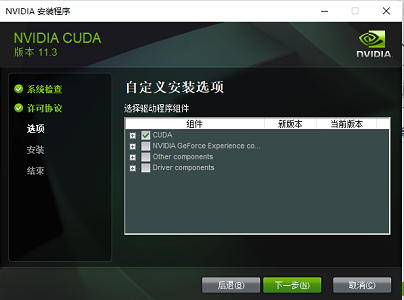 NVIDIA 安装程序
NVIDIA CUDA
版本 11.3
NVIDIA.
系统检查
许可协议
选项
安装
结束
自定义安装选项
选择驱动程序组件
组件 新版本 当前版本
CUDA
NVIDIA GeForce Experience co...
Other components
Driver components
后退(B) 下一步(N) 取消(C)